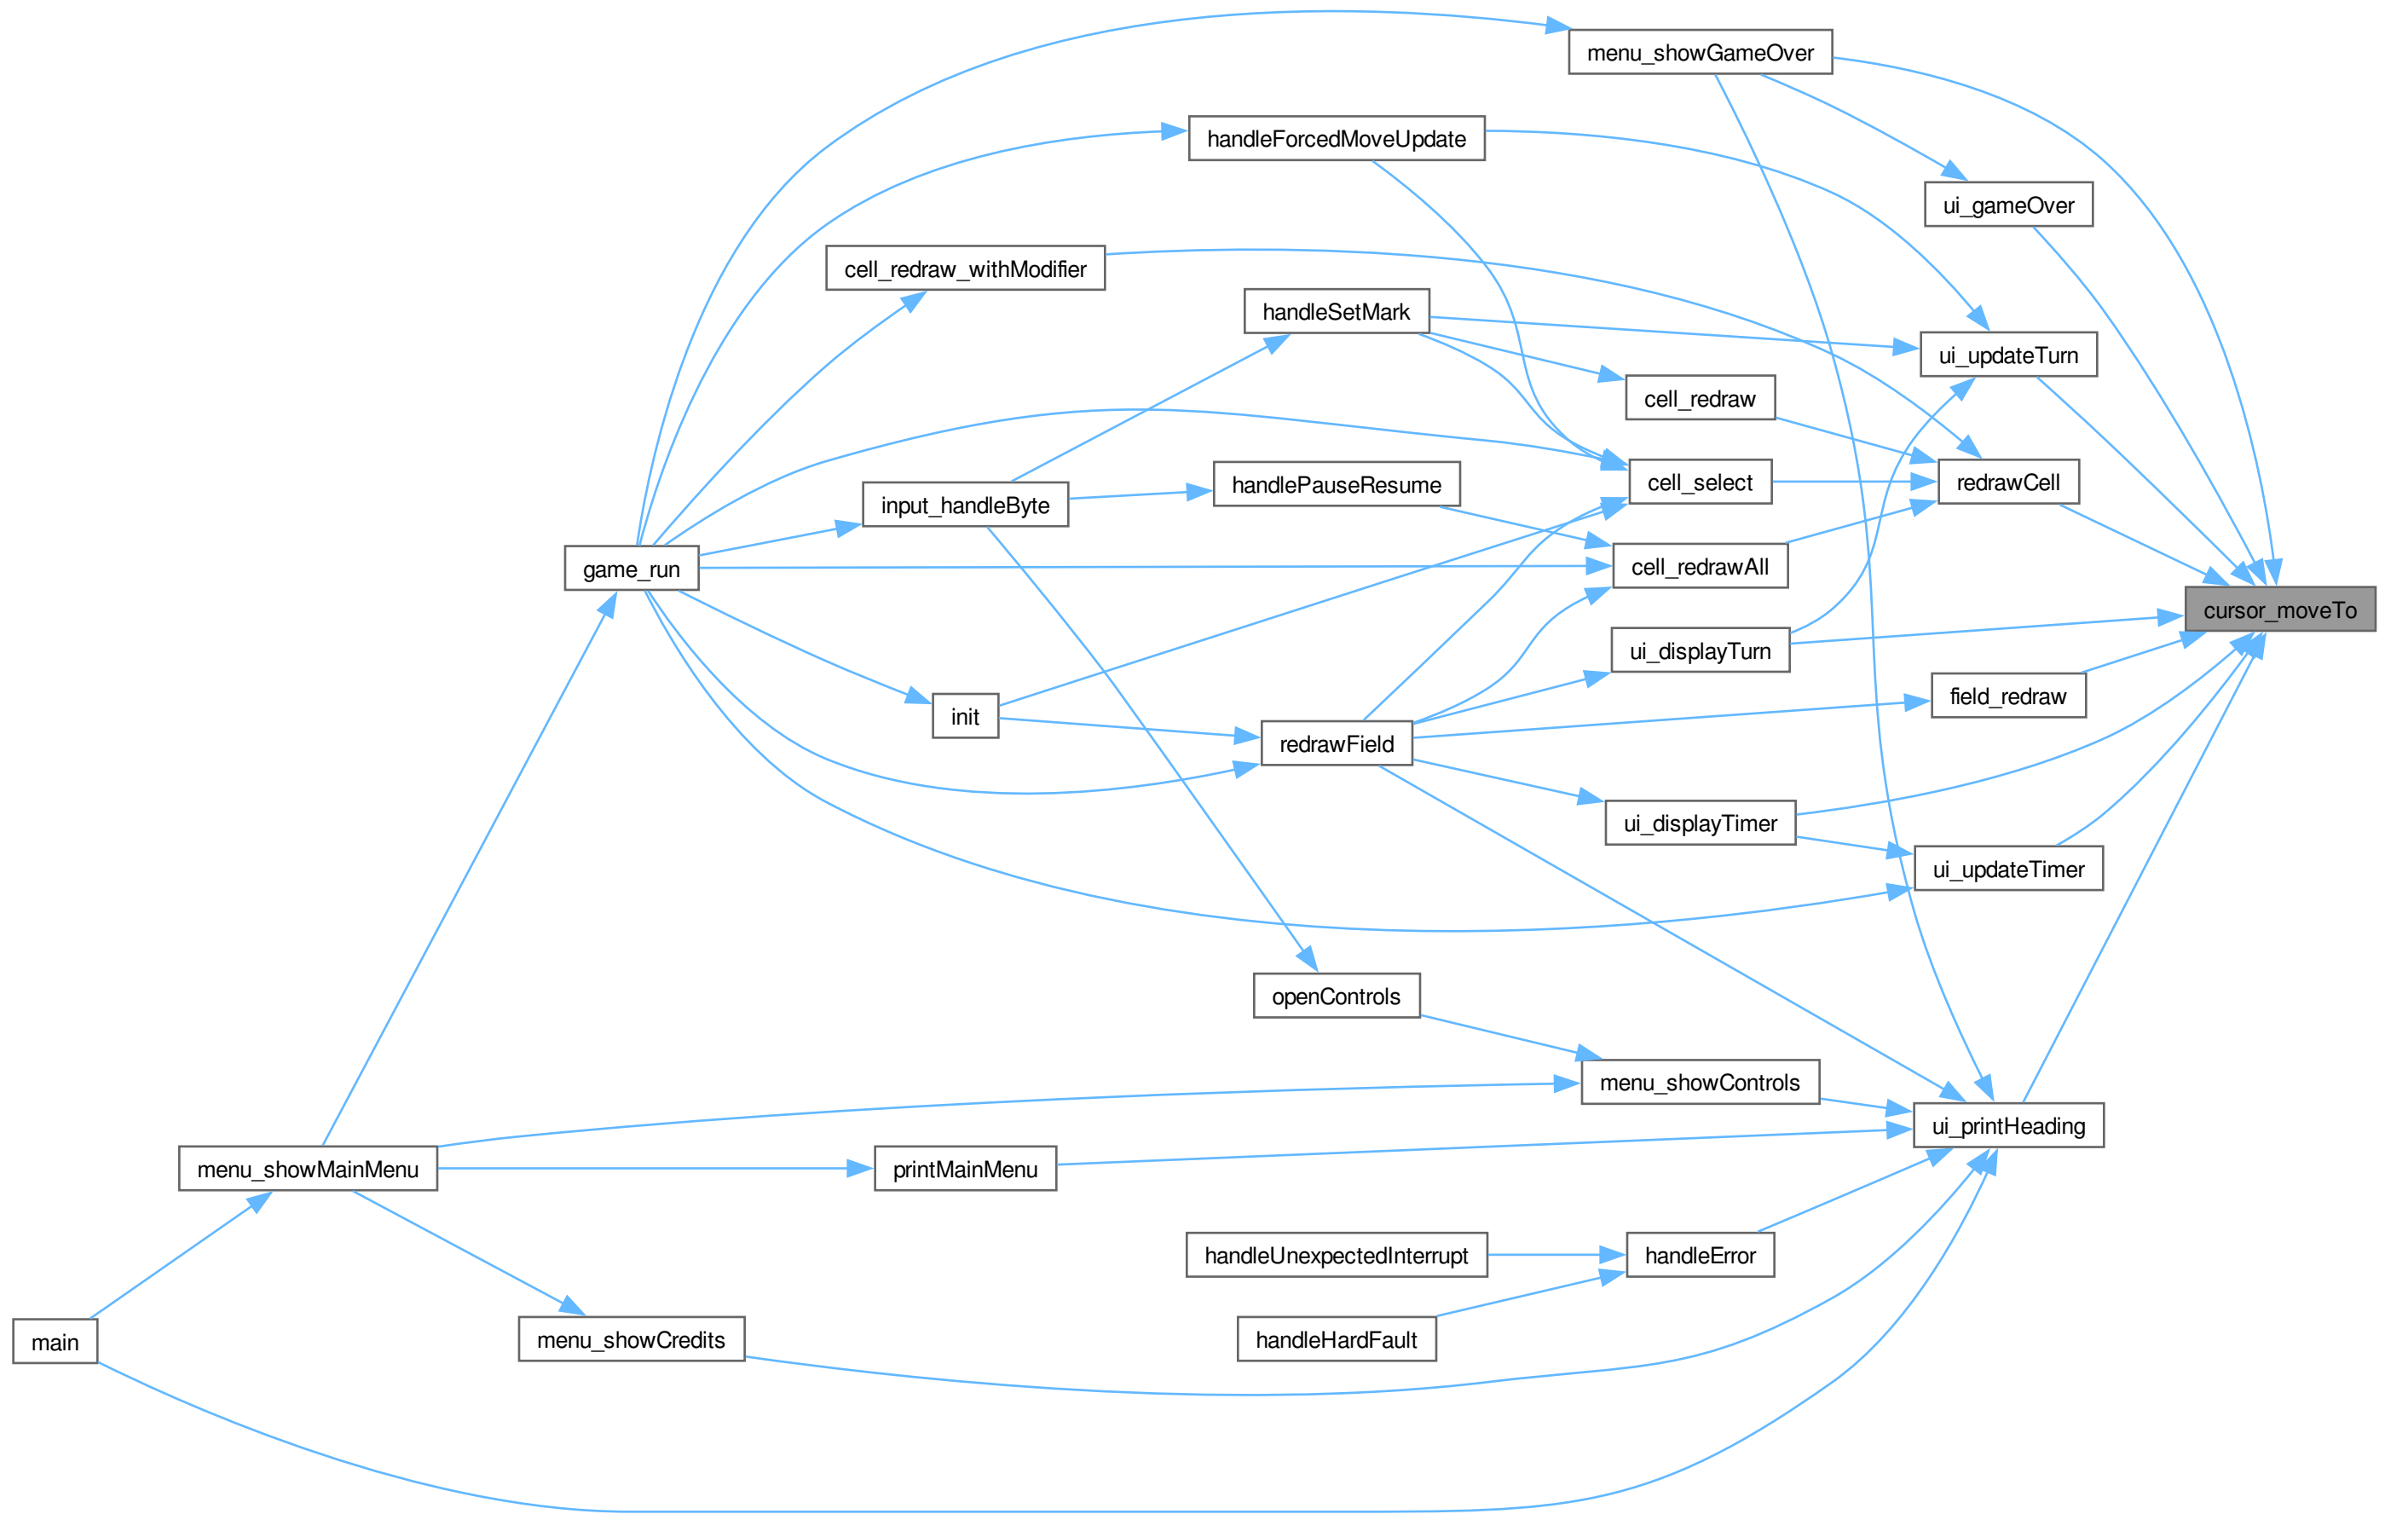 menu_showGameOver
handleForcedMoveUpdate
ui_gameOver
cell_redraw_withModifier
handleSetMark
ui_updateTurn
cell_redraw
cell_select
redrawCell
handlePauseResume
input_handleByte
game_run
cell_redrawAll
cursor_moveTo
ui_displayTurn
field_redraw
init
redrawField
ui_displayTimer
ui_updateTimer
openControls
menu_showControls
ui_printHeading
menu_showMainMenu
printMainMenu
handleUnexpectedInterrupt
handleError
main
menu_showCredits
handleHardFault